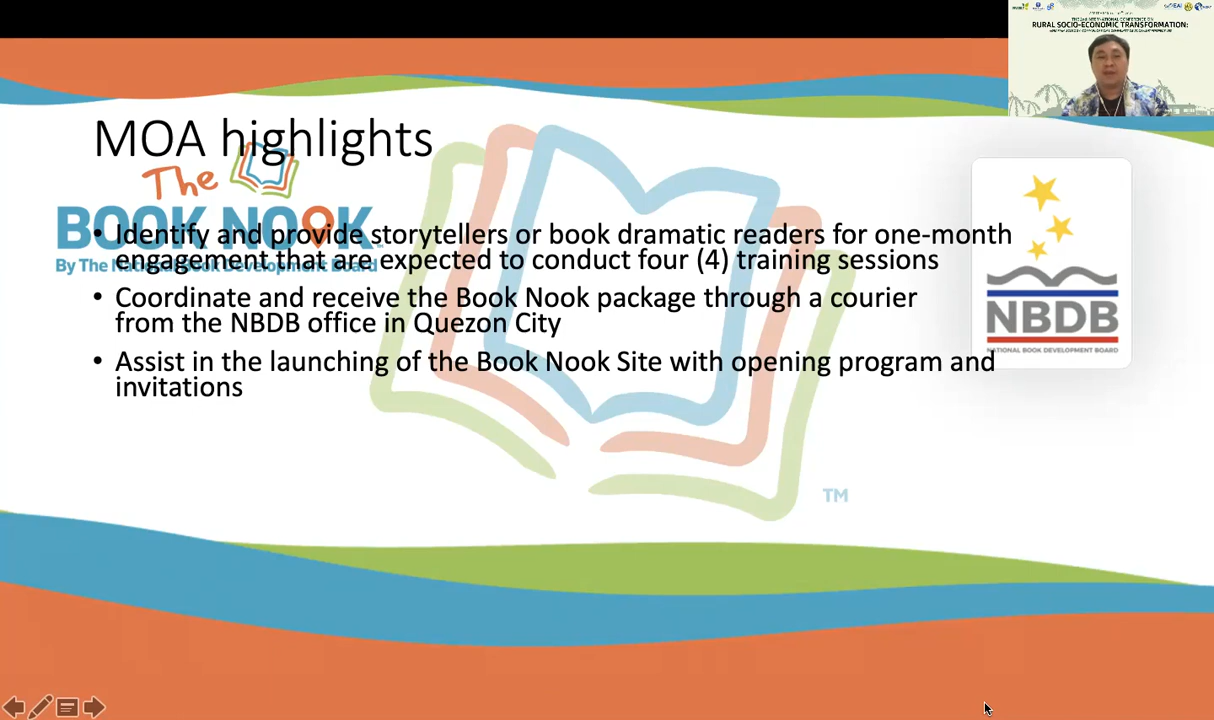 RURAL SOCIO-ECONOMIC TRANSFORMATION:
MOA highlights
The
BOOK NOOK
By The National Book Development Board
• Identify and provide storytellers or book dramatic readers for one-month
engagement that are expected to conduct four (4) training sessions
• Coordinate and receive the Book Nook package through a courier
from the NBDB office in Quezon City
• Assist in the launching of the Book Nook Site with opening program and
invitations
NBDB
NATIONAL BOOK DEVELOPMENT BOARD
TM